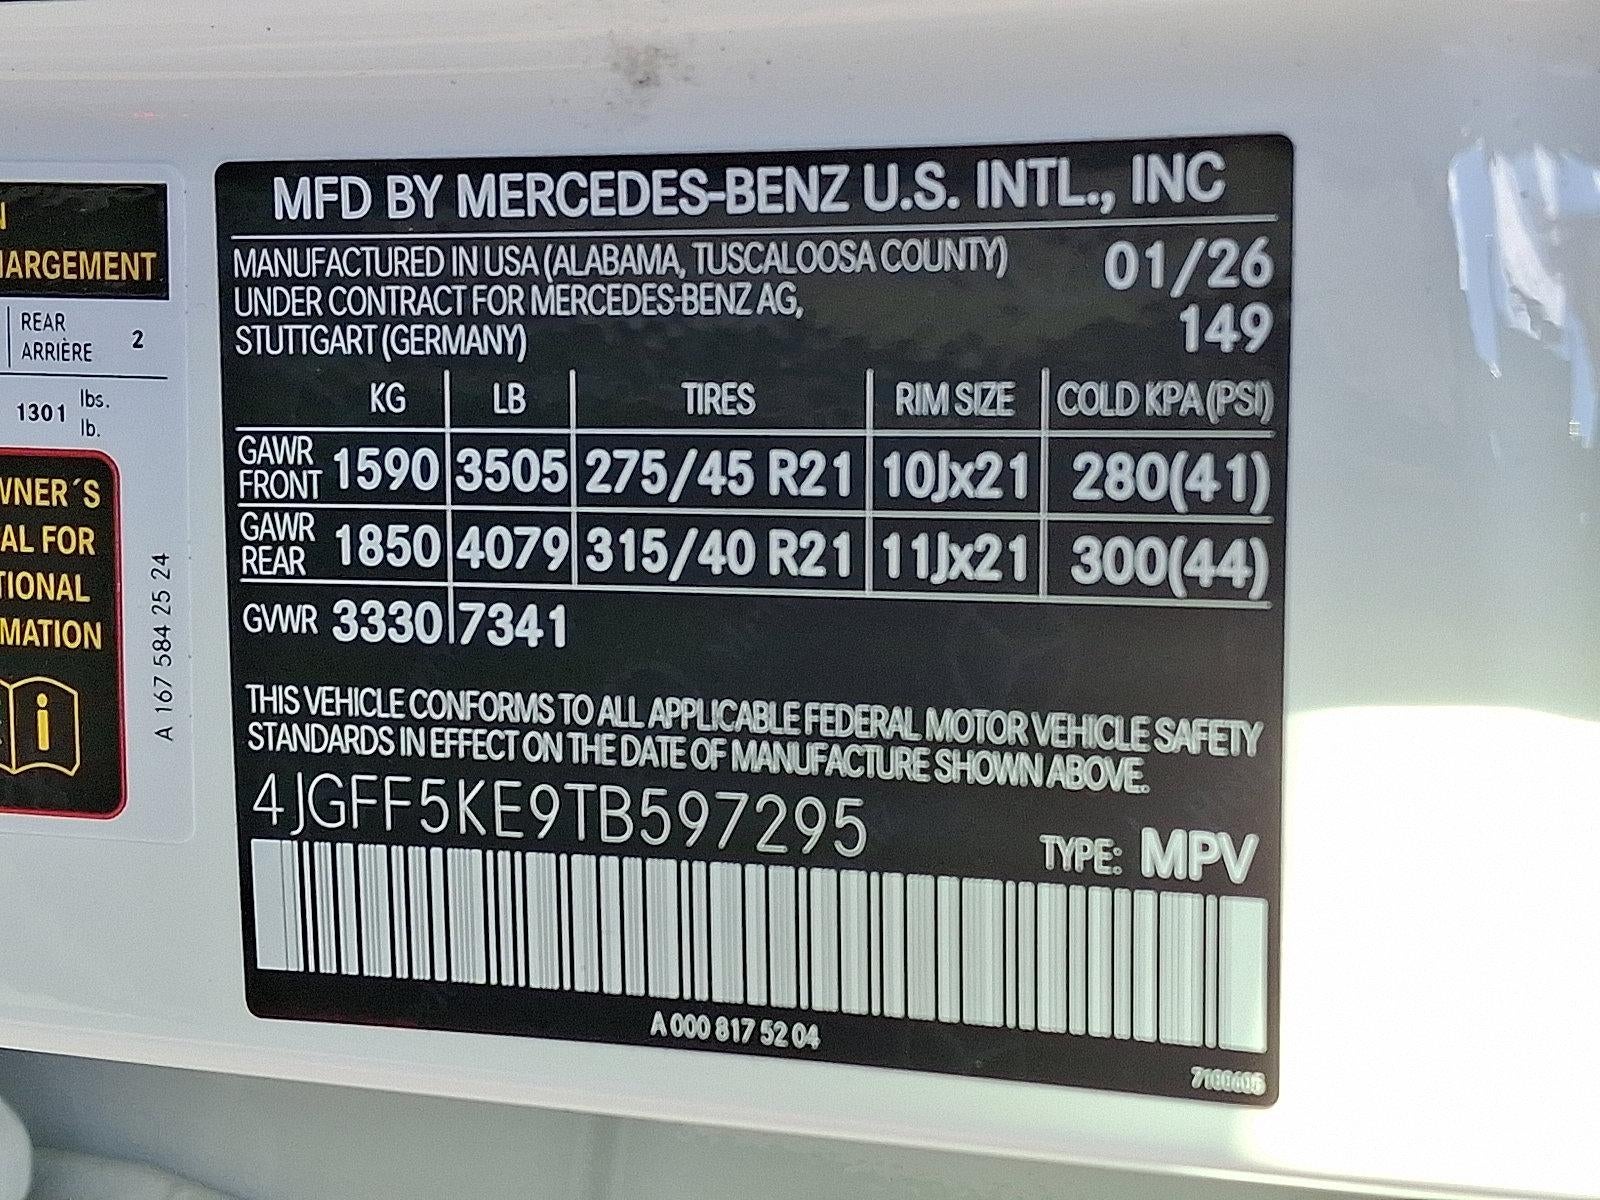 MFD BY MERCEDES-BENZ U.S. INTL., INC
MANUFACTURED IN USA (ALABAMA, TUSCALOOSA COUNTY) 01/26
UNDER CONTRACT FOR MERCEDES-BENZ AG,
STUTTGART (GERMANY) 149
KG LB TIRES RIM SIZE COLD KPA (PSI)
GAWR FRONT 1590 3505 275/45 R21 10Jx21 280(41)
GAWR REAR 1850 4079 315/40 R21 11Jx21 300(44)
GVWR 3330 7341
THIS VEHICLE CONFORMS TO ALL APPLICABLE FEDERAL MOTOR VEHICLE SAFETY
STANDARDS IN EFFECT ON THE DATE OF MANUFACTURE SHOWN ABOVE.
4JGFF5KE9TB597295
TYPE: MPV
A 000 817 52 04
N
HARGEMENT
REAR
ARRIÈRE 2
1301 lbs.
lb.
WNER´S
AL FOR
TIONAL
MATION
i
A 167 584 25 24